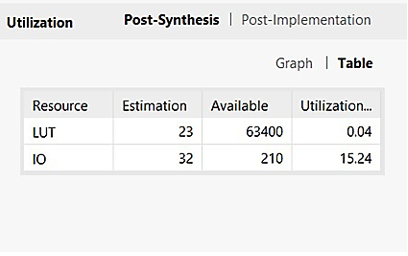 Utilization Post-Synthesis | Post-Implementation
Graph | Table
Resource Estimation Available Utilization...
LUT 23 63400 0.04
IO 32 210 15.24